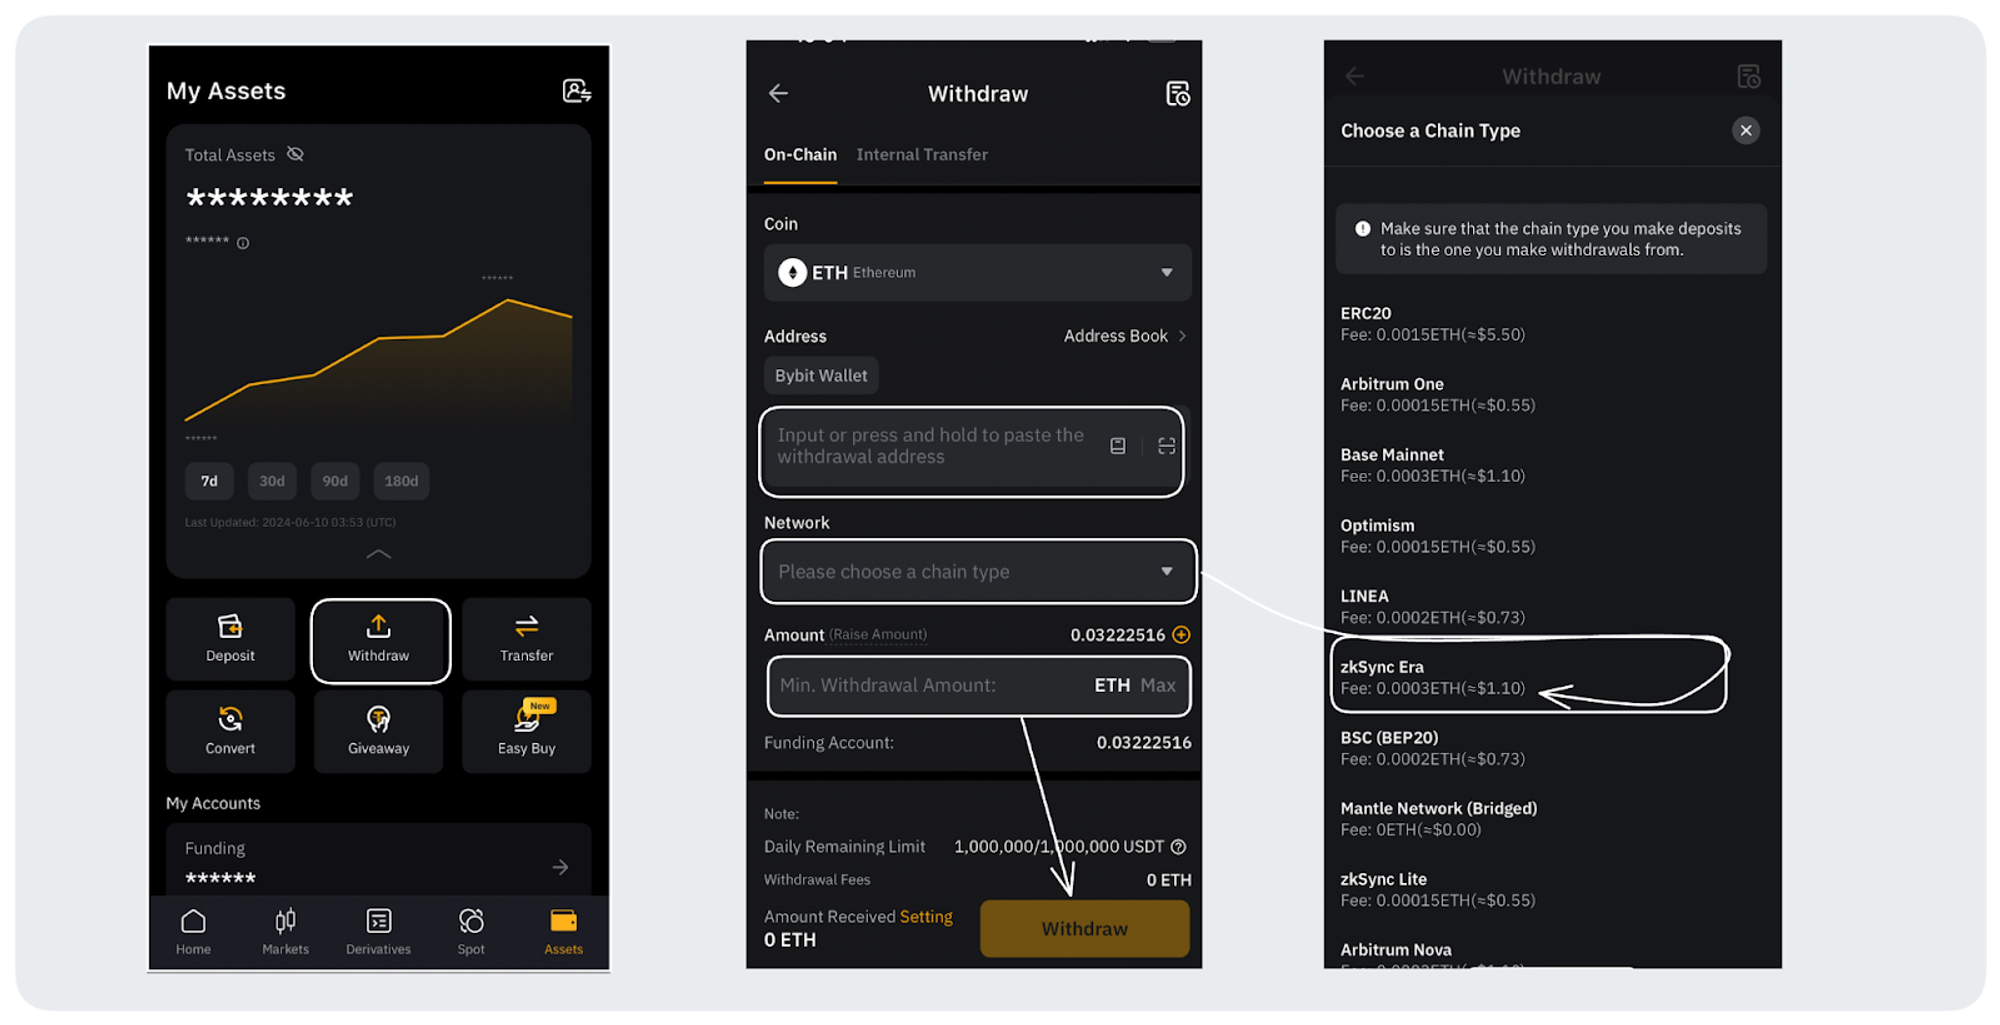 My Assets
Total Assets
********
******
******
******
7d 30d 90d 180d
Last Updated: 2024-06-10 03:53 (UTC)
Deposit Withdraw Transfer
New
Convert Giveaway Easy Buy
My Accounts
Funding
******
Home Markets Derivatives Spot Assets
Withdraw
On-Chain Internal Transfer
Coin
ETH Ethereum
Address Address Book >
Bybit Wallet
Input or press and hold to paste the
withdrawal address
Network
Please choose a chain type
Amount (Raise Amount) 0.03222516
Min. Withdrawal Amount: ETH Max
Funding Account: 0.03222516
Note:
Daily Remaining Limit 1,000,000/1,000,000 USDT
Withdrawal Fees 0 ETH
Amount Received Setting
0 ETH
Withdraw
Withdraw
Choose a Chain Type
Make sure that the chain type you make deposits
to is the one you make withdrawals from.
ERC20
Fee: 0.0015ETH(≈$5.50)
Arbitrum One
Fee: 0.00015ETH(≈$0.55)
Base Mainnet
Fee: 0.0003ETH(≈$1.10)
Optimism
Fee: 0.00015ETH(≈$0.55)
LINEA
Fee: 0.0002ETH(≈$0.73)
zkSync Era
Fee: 0.0003ETH(≈$1.10)
BSC (BEP20)
Fee: 0.0002ETH(≈$0.73)
Mantle Network (Bridged)
Fee: 0ETH(≈$0.00)
zkSync Lite
Fee: 0.00015ETH(≈$0.55)
Arbitrum Nova